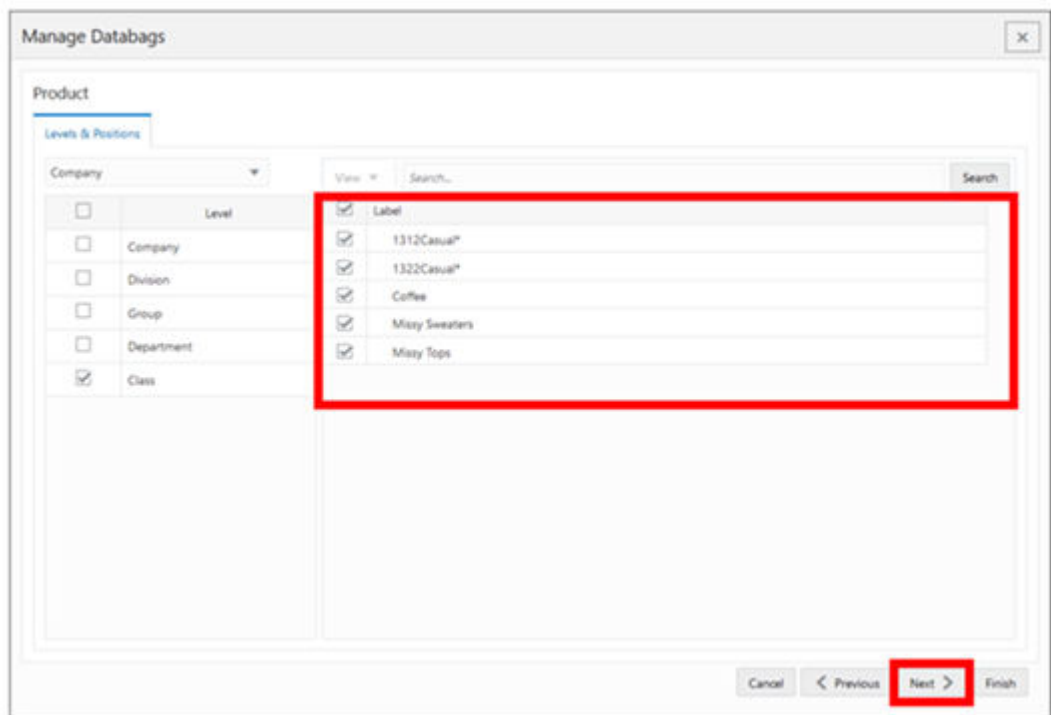 Manage Databags
Product
Levels & Positions
Company
View Search... Search
Level
Company
Division
Group
Department
Class
Label
1312Casual*
1322Casual*
Coffee
Missy Sweaters
Missy Tops
Cancel Previous Next Finish